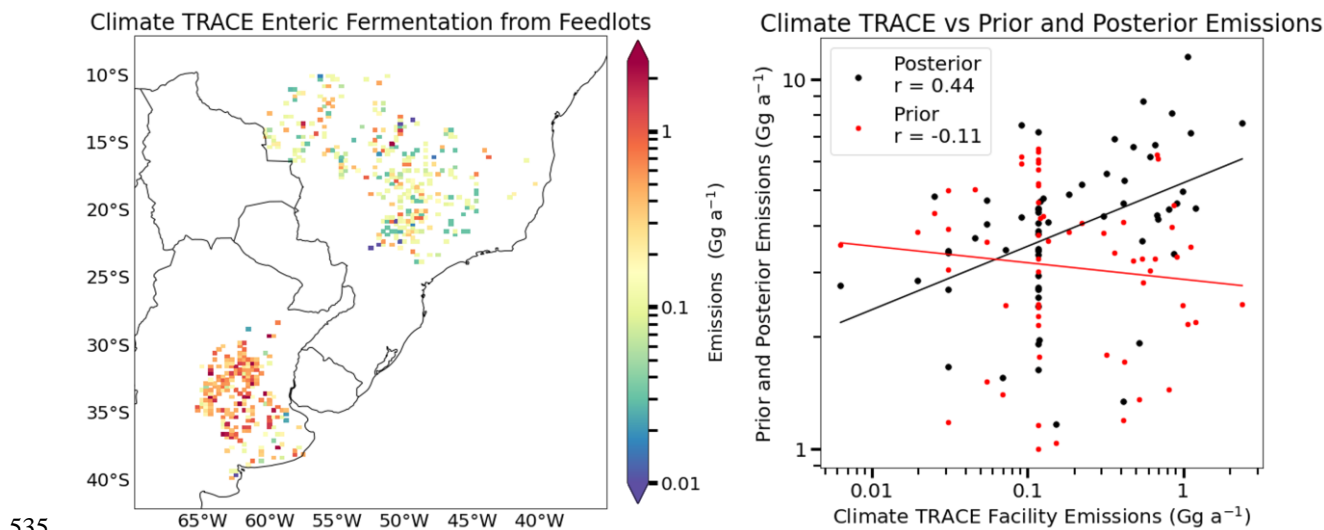 Climate TRACE Enteric Fermentation from Feedlots
10°S
15°S
20°S
25°S
30°S
35°S
40°S
65°W 60°W 55°W 50°W 45°W 40°W
1
0.1
0.01
Emissions (Gg a⁻¹)
Climate TRACE vs Prior and Posterior Emissions
Posterior
r = 0.44
Prior
r = -0.11
Prior and Posterior Emissions (Gg a⁻¹)
10
1
0.01 0.1 1
Climate TRACE Facility Emissions (Gg a⁻¹)
535